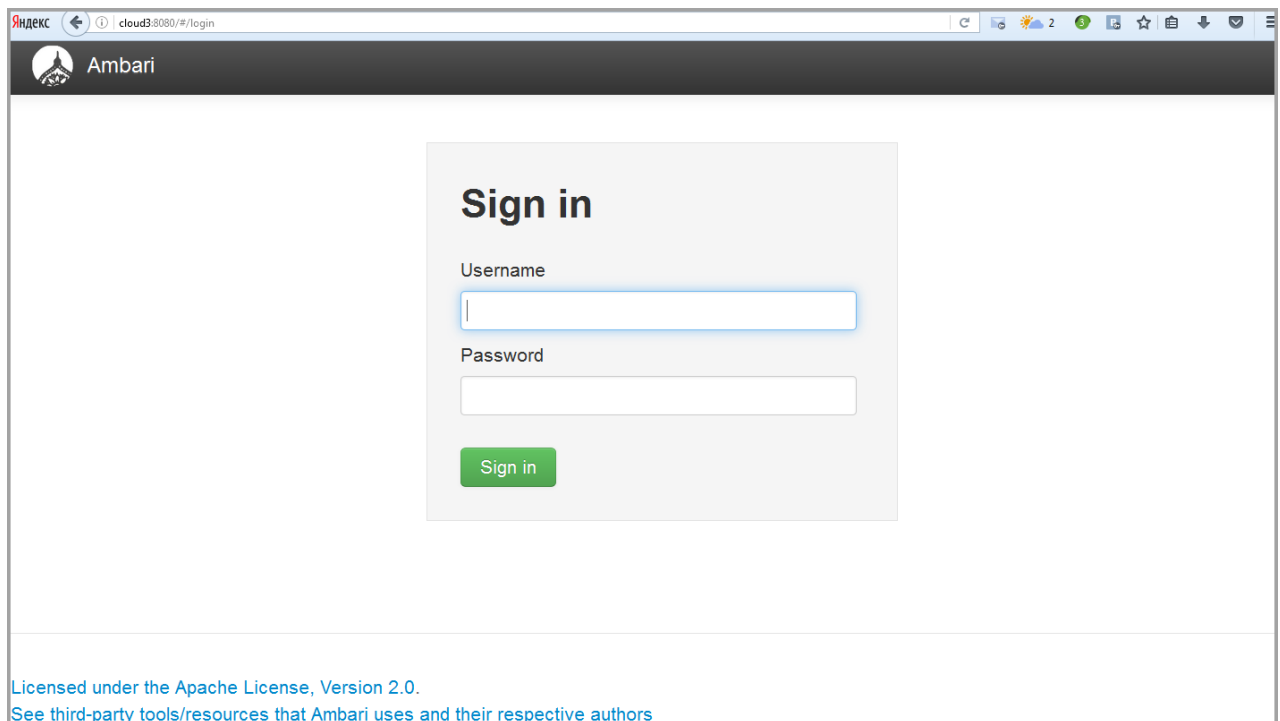 Яндекс
cloud3:8080/#/login
2
3
Ambari
Sign in
Username
Password
Sign in
Licensed under the Apache License, Version 2.0.
See third-party tools/resources that Ambari uses and their respective authors